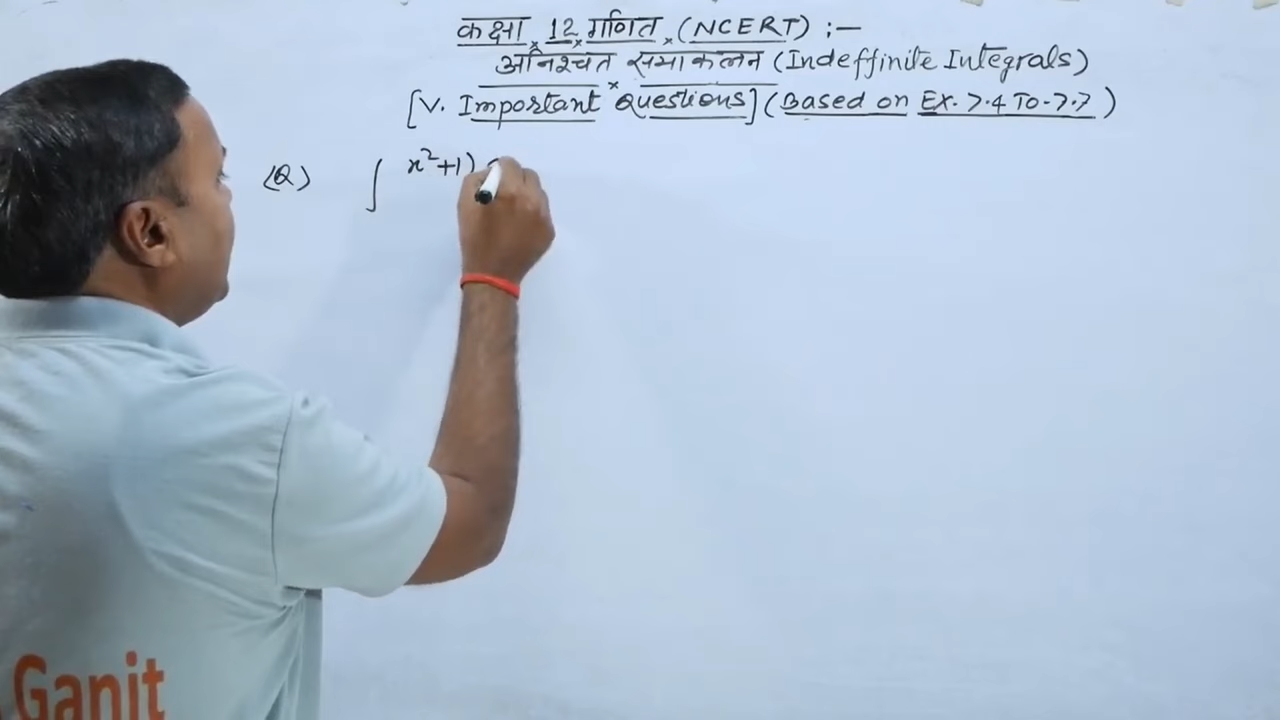 कक्षा 12 गणित (NCERT) :-
अनिश्चत समाकलन (Indeffinite Integrals)
[V. Important Questions] (Based on EX. 7.4 To-7.7)
(Q) ∫ x²+1)
Ganit